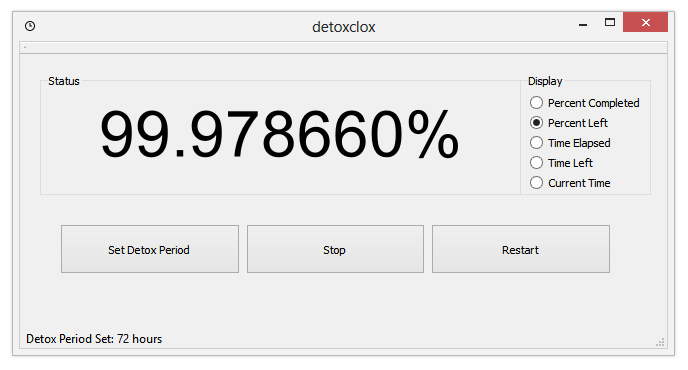 detoxclox
Status
99.978660%
Display
Percent Completed
Percent Left
Time Elapsed
Time Left
Current Time
Set Detox Period
Stop
Restart
Detox Period Set: 72 hours